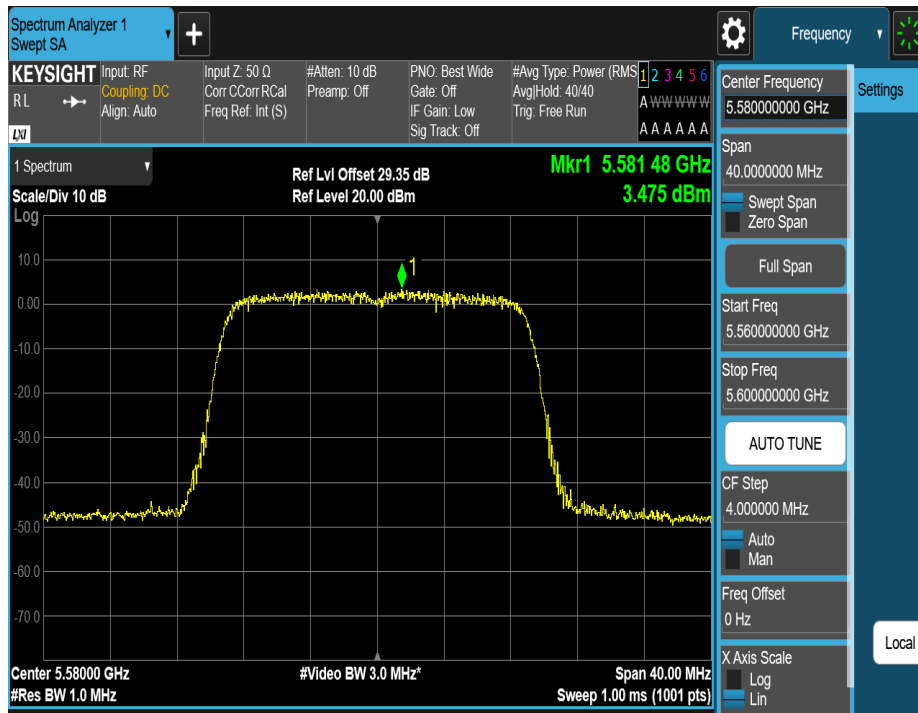 Spectrum Analyzer 1
Swept SA
+
Frequency
KEYSIGHT
RL
LXI
Input: RF
Coupling: DC
Align: Auto
Input Z: 50 Ω
Corr CCorr RCal
Freq Ref: Int (S)
#Atten: 10 dB
Preamp: Off
PNO: Best Wide
Gate: Off
IF Gain: Low
Sig Track: Off
#Avg Type: Power (RMS
Avg|Hold: 40/40
Trig: Free Run
1 2 3 4 5 6
A W W W W W
A A A A A A
1 Spectrum
Scale/Div 10 dB
Log
Ref Lvl Offset 29.35 dB
Ref Level 20.00 dBm
Mkr1 5.581 48 GHz
3.475 dBm
1
10.0
0.00
-10.0
-20.0
-30.0
-40.0
-50.0
-60.0
-70.0
Center 5.58000 GHz
#Res BW 1.0 MHz
#Video BW 3.0 MHz*
Span 40.00 MHz
Sweep 1.00 ms (1001 pts)
Center Frequency
5.580000000 GHz
Span
40.0000000 MHz
Swept Span
Zero Span
Full Span
Start Freq
5.560000000 GHz
Stop Freq
5.600000000 GHz
AUTO TUNE
CF Step
4.000000 MHz
Auto
Man
Freq Offset
0 Hz
X Axis Scale
Log
Lin
Settings
Local